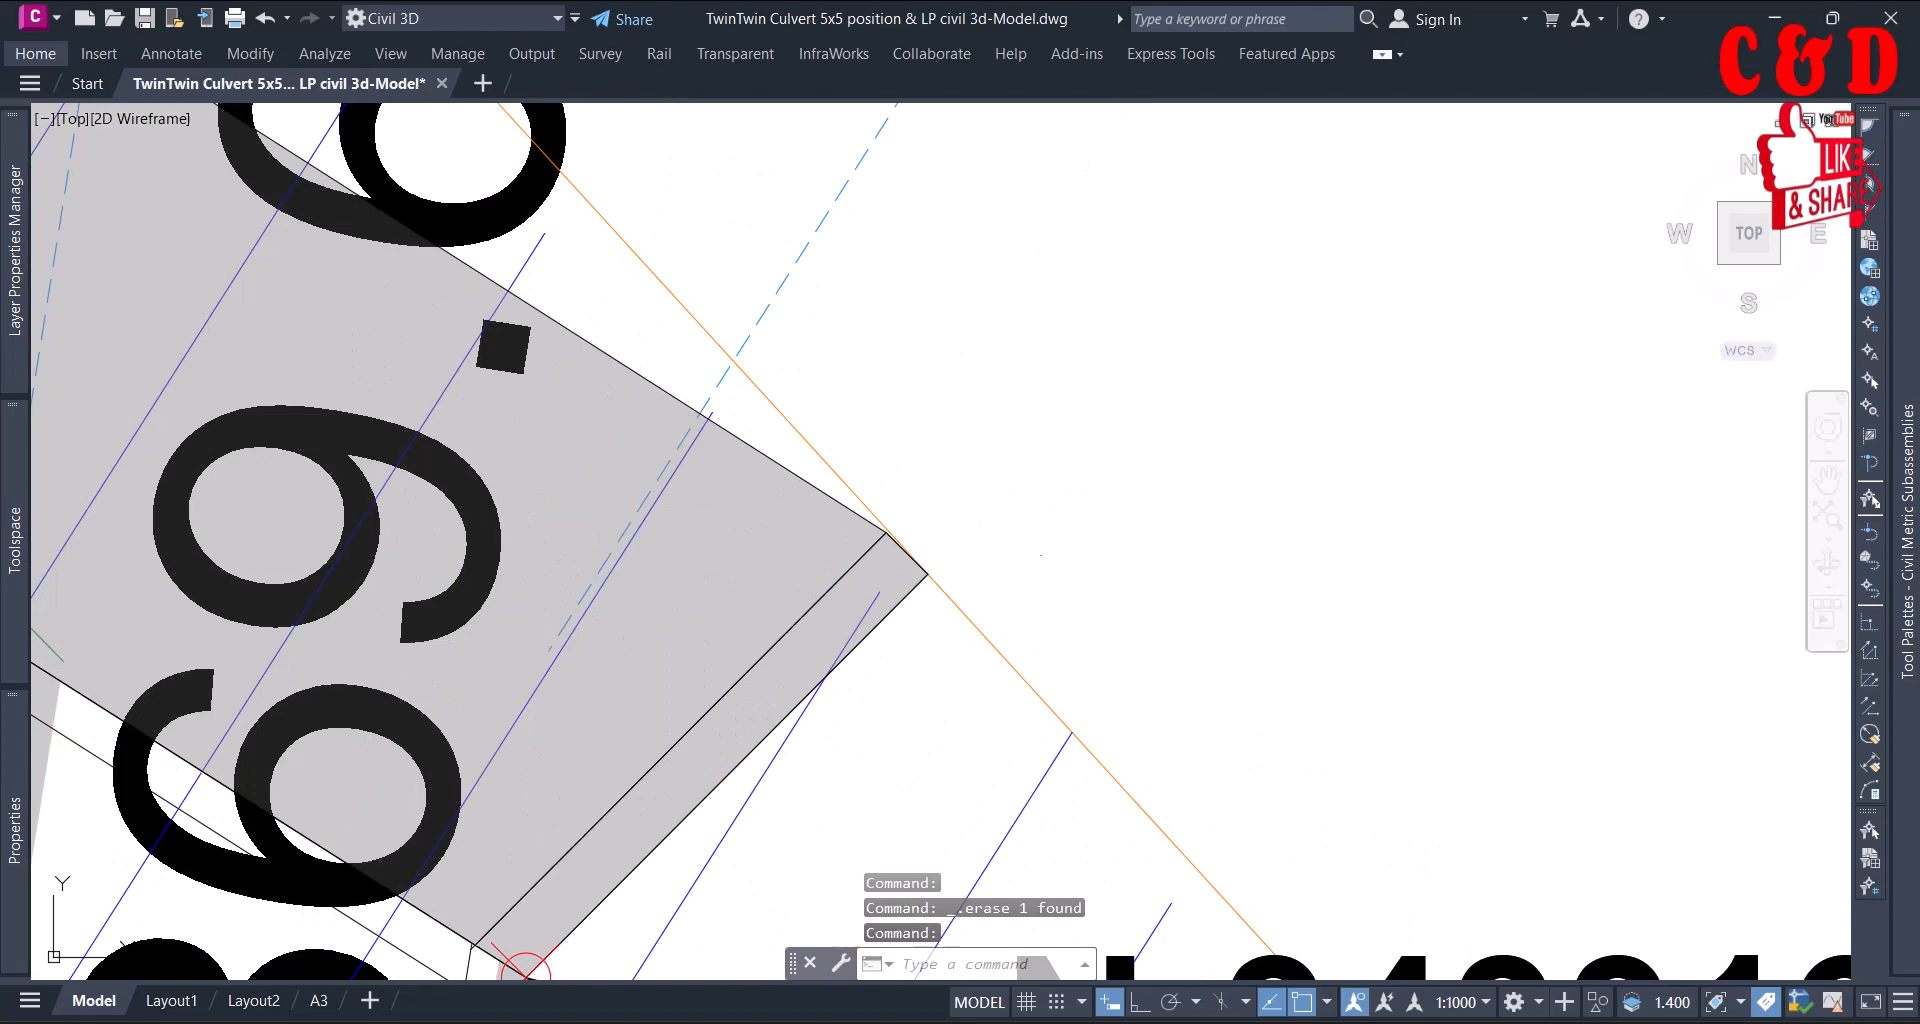 C
Civil 3D
Share
TwinTwin Culvert 5x5 position & LP civil 3d-Model.dwg
Type a keyword or phrase
Sign In
C & D
Home
Insert
Annotate
Modify
Analyze
View
Manage
Output
Survey
Rail
Transparent
InfraWorks
Collaborate
Help
Add-ins
Express Tools
Featured Apps
Start
TwinTwin Culvert 5x5... LP civil 3d-Model*
[−][Top][2D Wireframe]
YouTube
LIKE
& SHARE
N
W
TOP
E
S
WCS
Layer Properties Manager
Toolspace
Properties
Tool Palettes - Civil Metric Subassemblies
Y
Command:
Command: _.erase 1 found
Command:
Type a command
Model
Layout1
Layout2
A3
MODEL
1:1000
1.400